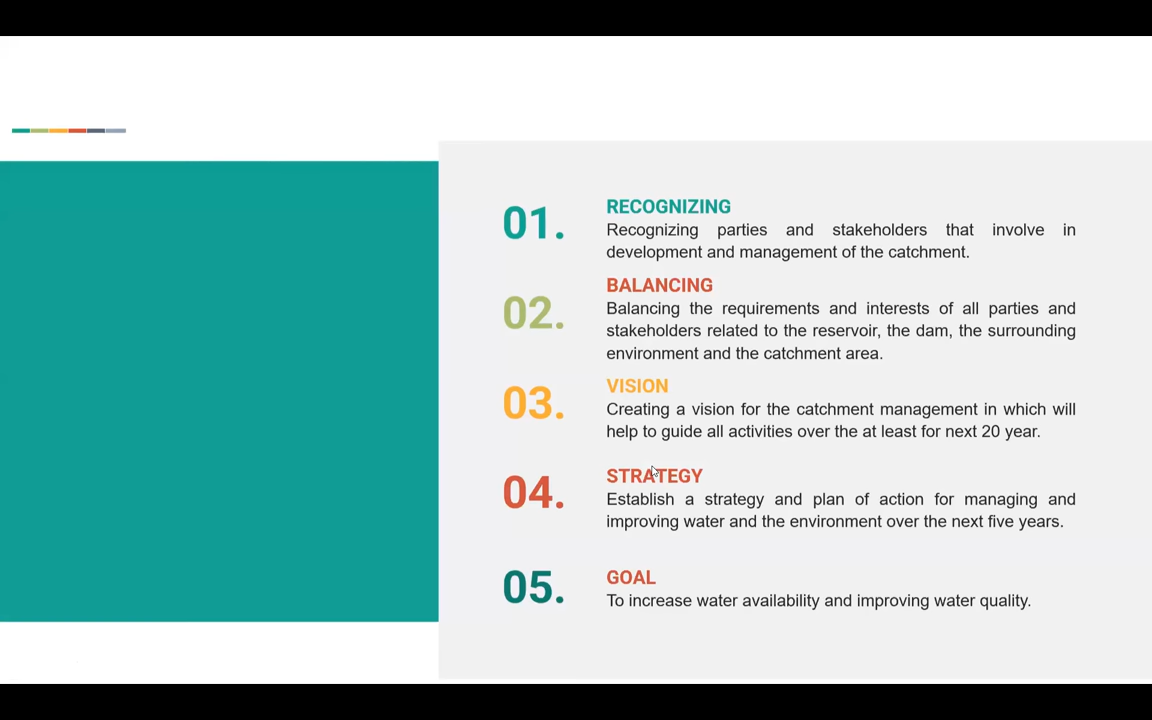 01.
RECOGNIZING
Recognizing parties and stakeholders that involve in
development and management of the catchment.
02.
BALANCING
Balancing the requirements and interests of all parties and
stakeholders related to the reservoir, the dam, the surrounding
environment and the catchment area.
03.
VISION
Creating a vision for the catchment management in which will
help to guide all activities over the at least for next 20 year.
04.
STRATEGY
Establish a strategy and plan of action for managing and
improving water and the environment over the next five years.
05.
GOAL
To increase water availability and improving water quality.